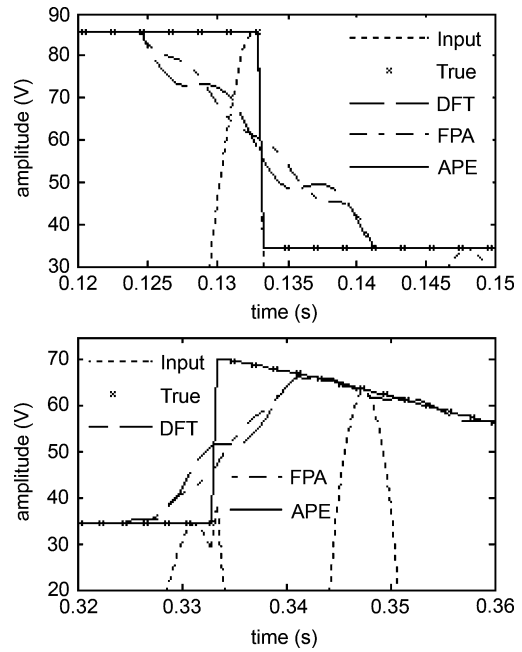 90
80
70
60
50
40
30
amplitude (V)
Input
True
DFT
FPA
APE
0.12
0.125
0.13
0.135
0.14
0.145
0.15
time (s)
70
60
50
40
30
20
amplitude (V)
Input
True
DFT
FPA
APE
0.32
0.33
0.34
0.35
0.36
time (s)